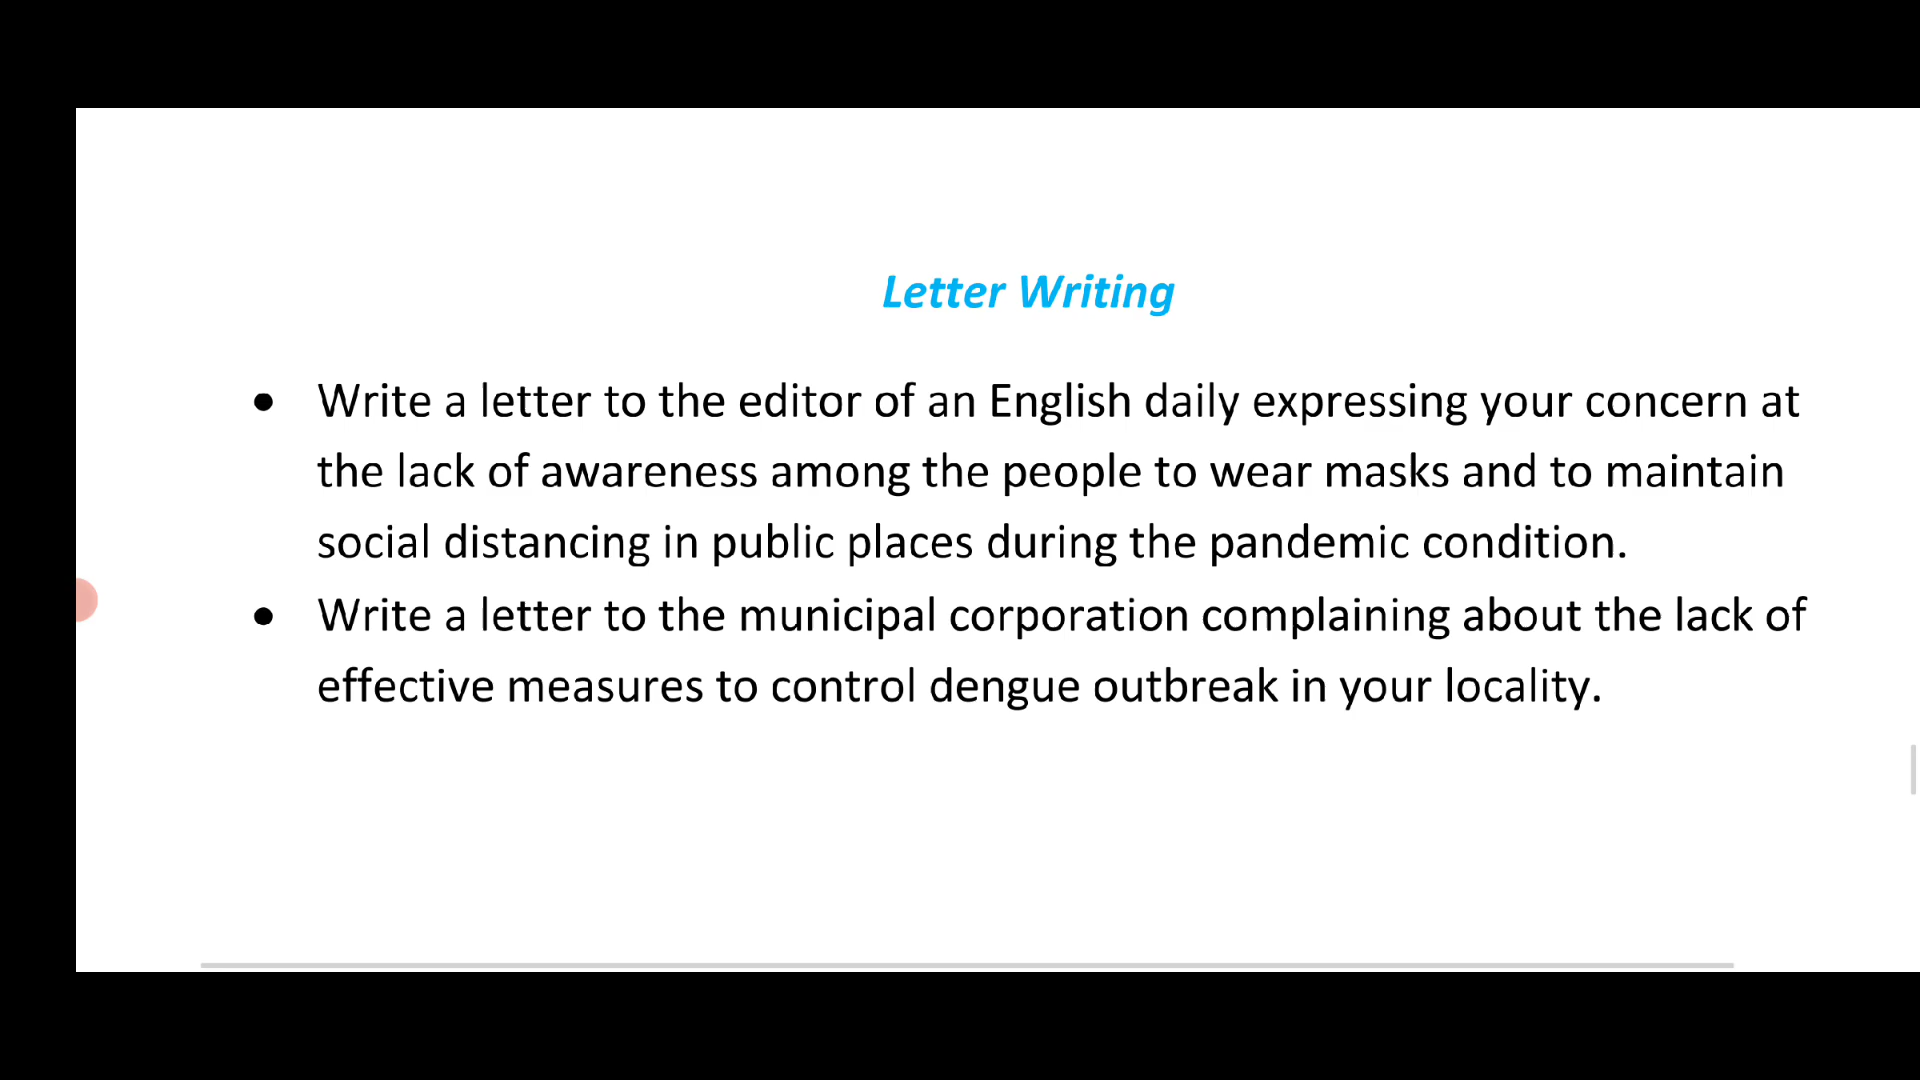 Letter Writing
• Write a letter to the editor of an English daily expressing your concern at
the lack of awareness among the people to wear masks and to maintain
social distancing in public places during the pandemic condition.
• Write a letter to the municipal corporation complaining about the lack of
effective measures to control dengue outbreak in your locality.